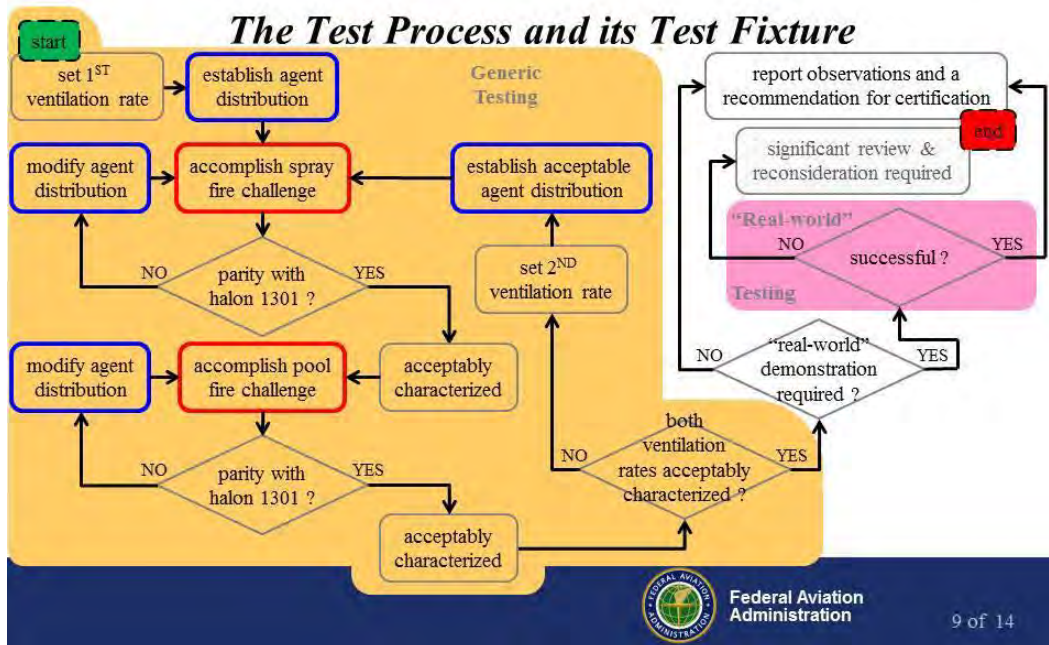 The Test Process and its Test Fixture
start
set 1ST
ventilation rate
establish agent
distribution
Generic
Testing
report observations and a
recommendation for certification
end
significant review &
reconsideration required
modify agent
distribution
accomplish spray
fire challenge
establish acceptable
agent distribution
"Real-world"
NO
successful ?
YES
Testing
NO
parity with
halon 1301 ?
YES
set 2ND
ventilation rate
modify agent
distribution
accomplish pool
fire challenge
acceptably
characterized
NO
"real-world"
demonstration
required ?
YES
NO
parity with
halon 1301 ?
YES
NO
both
ventilation
rates acceptably
characterized ?
YES
acceptably
characterized
FEDERAL AVIATION
ADMINISTRATION
Federal Aviation
Administration
9 of 14